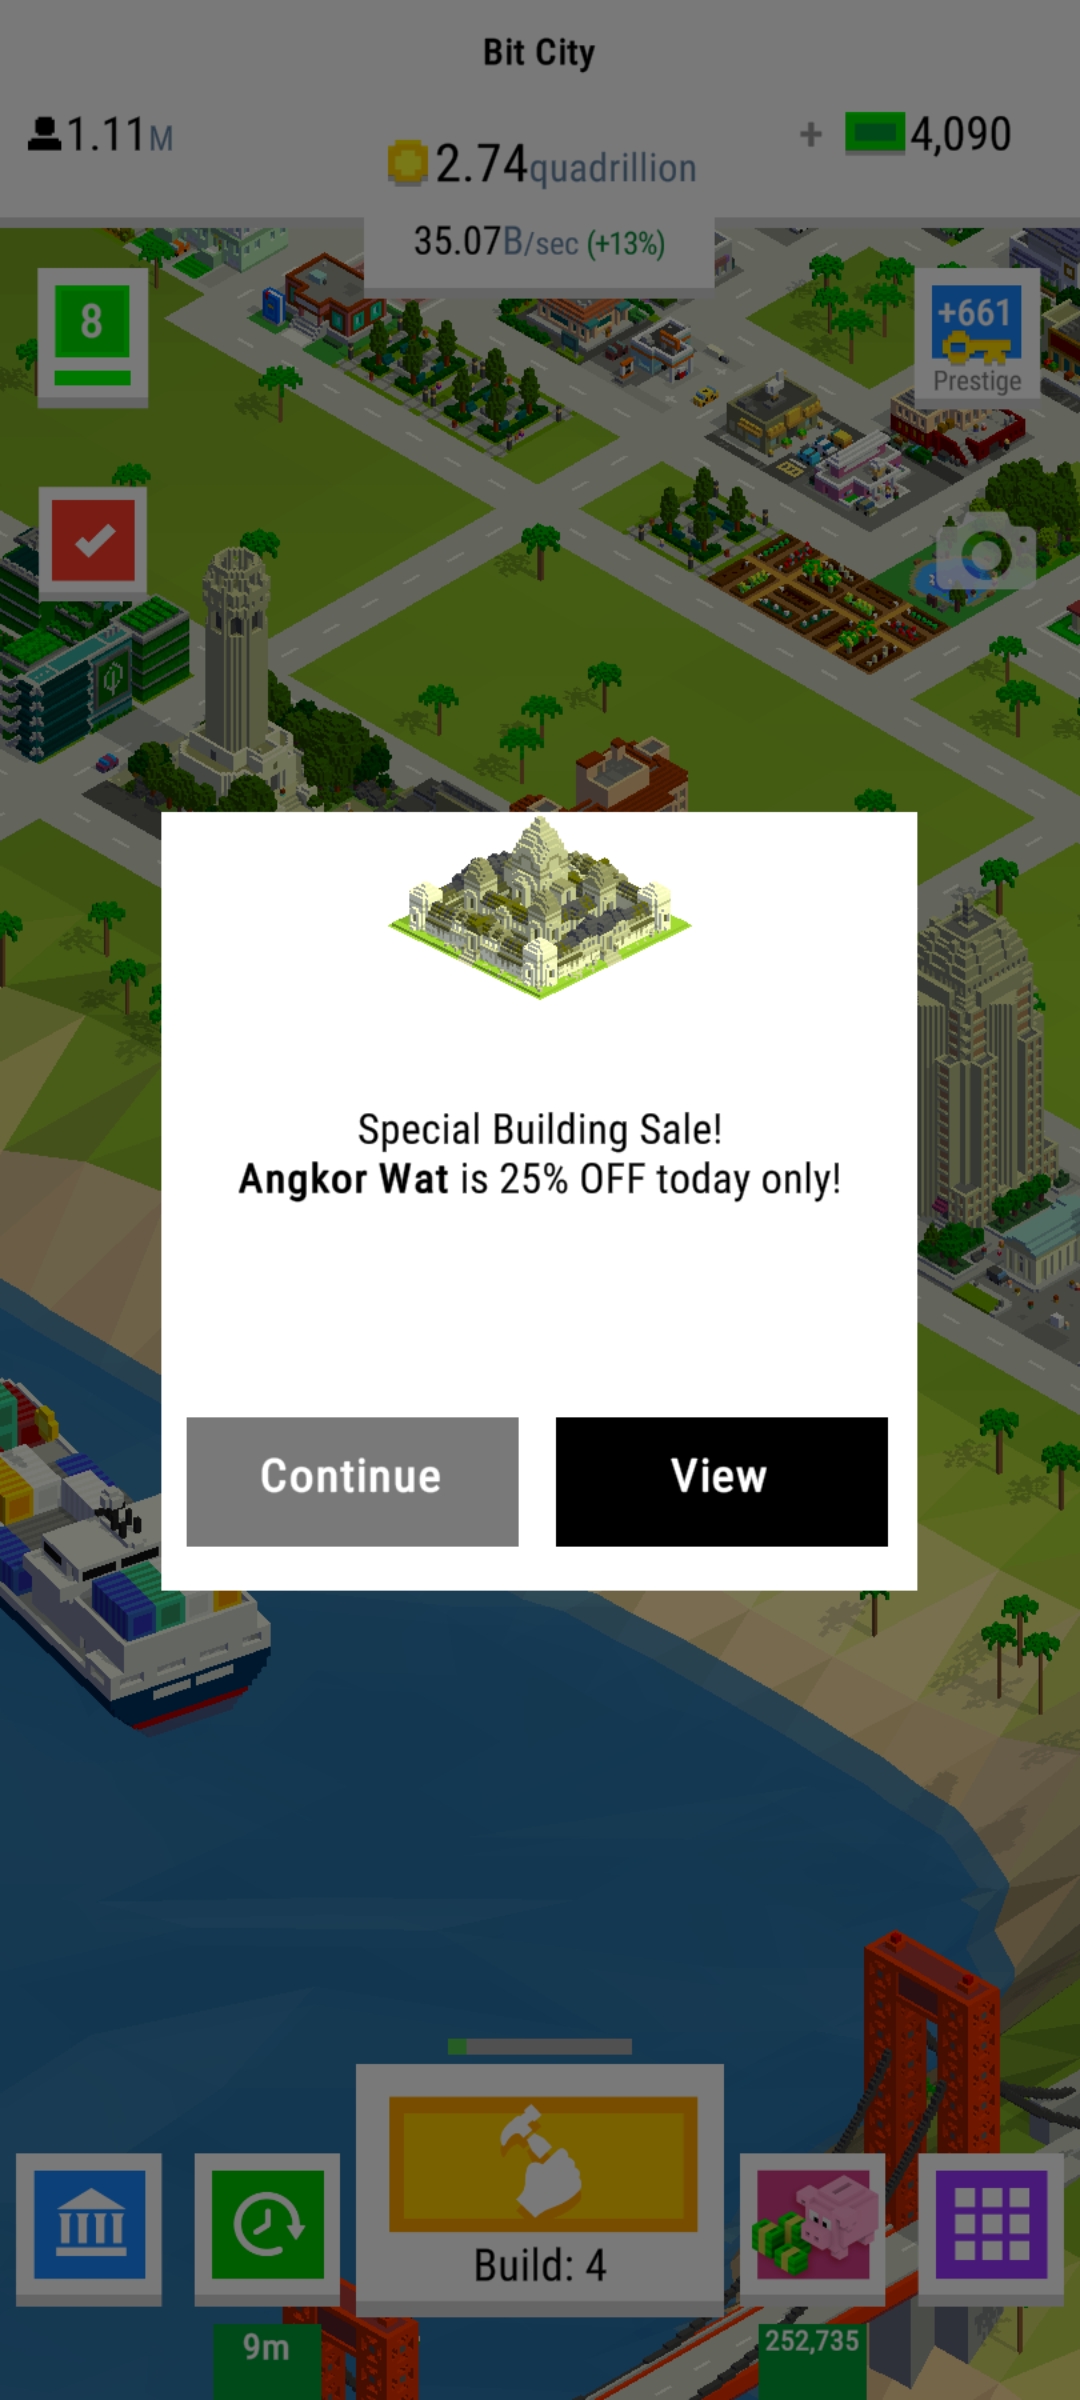 Bit City
1.11M
2.74quadrillion
+ 4,090
35.07B/sec (+13%)
8
+661
Prestige
Special Building Sale!
Angkor Wat is 25% OFF today only!
Continue
View
Build: 4
9m
252,735